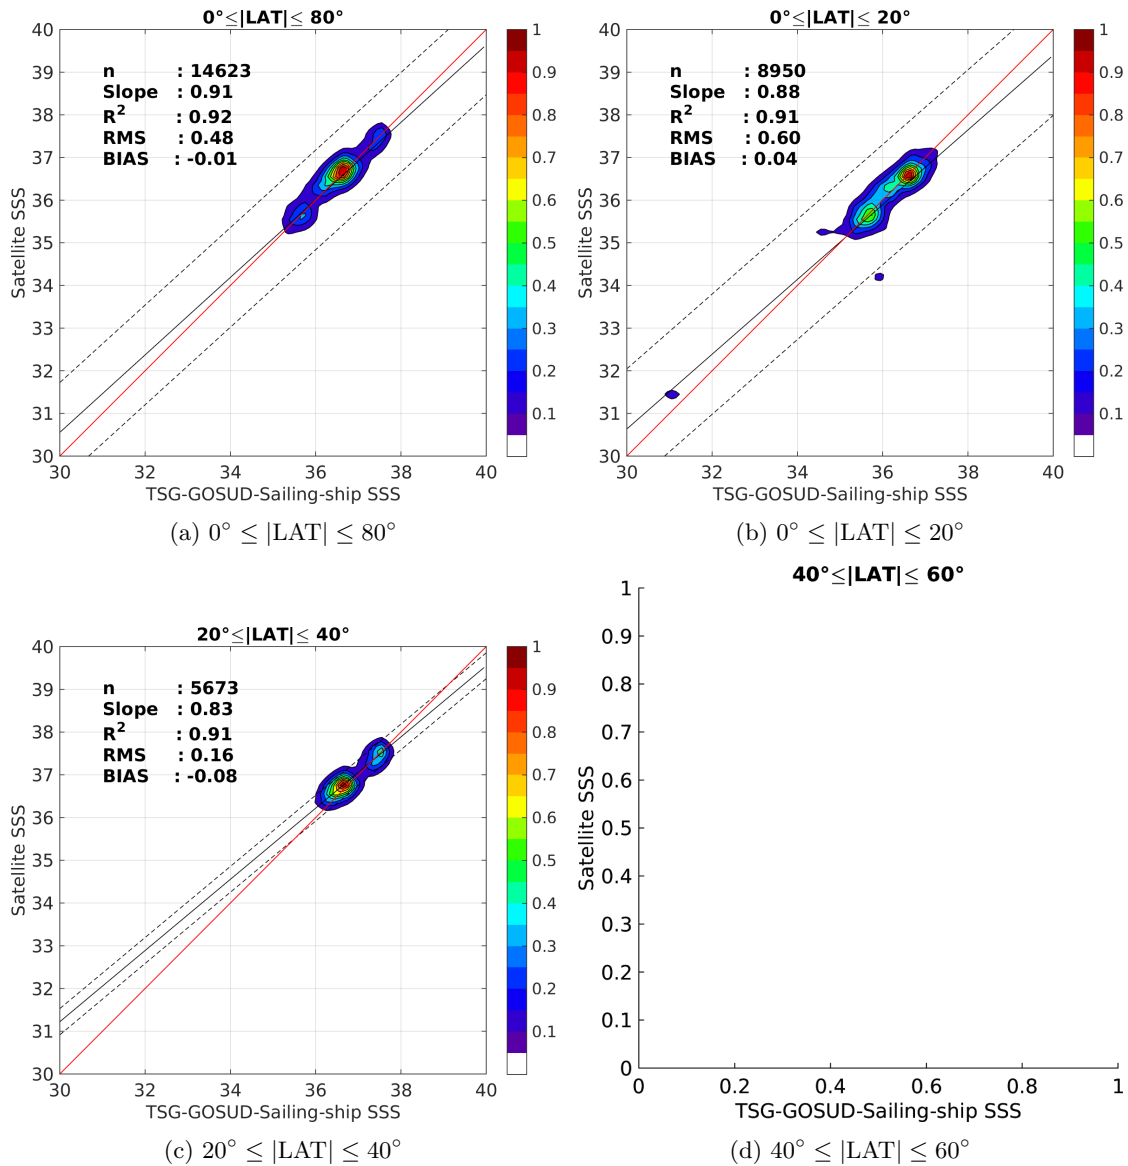 0°≤|LAT|≤ 80°
n : 14623
Slope : 0.91
R² : 0.92
RMS : 0.48
BIAS : -0.01
40
39
38
37
36
35
34
33
32
31
30
Satellite SSS
30 32 34 36 38 40
TSG-GOSUD-Sailing-ship SSS
1
0.9
0.8
0.7
0.6
0.5
0.4
0.3
0.2
0.1
(a) 0° ≤ |LAT| ≤ 80°
0°≤|LAT|≤ 20°
n : 8950
Slope : 0.88
R² : 0.91
RMS : 0.60
BIAS : 0.04
40
39
38
37
36
35
34
33
32
31
30
Satellite SSS
30 32 34 36 38 40
TSG-GOSUD-Sailing-ship SSS
1
0.9
0.8
0.7
0.6
0.5
0.4
0.3
0.2
0.1
(b) 0° ≤ |LAT| ≤ 20°
20°≤|LAT|≤ 40°
n : 5673
Slope : 0.83
R² : 0.91
RMS : 0.16
BIAS : -0.08
40
39
38
37
36
35
34
33
32
31
30
Satellite SSS
30 32 34 36 38 40
TSG-GOSUD-Sailing-ship SSS
1
0.9
0.8
0.7
0.6
0.5
0.4
0.3
0.2
0.1
(c) 20° ≤ |LAT| ≤ 40°
40°≤|LAT|≤ 60°
1
0.9
0.8
0.7
0.6
0.5
0.4
0.3
0.2
0.1
0
Satellite SSS
0 0.2 0.4 0.6 0.8 1
TSG-GOSUD-Sailing-ship SSS
(d) 40° ≤ |LAT| ≤ 60°